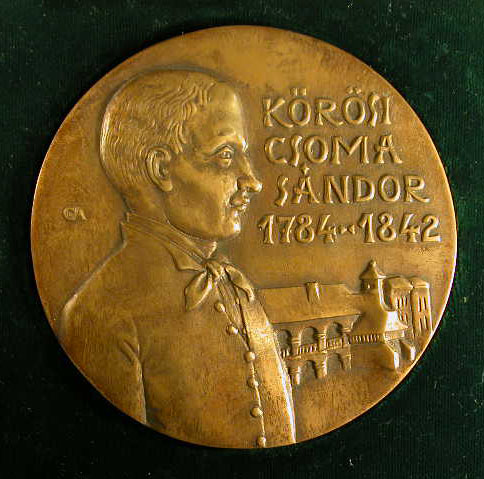 KÖRÖSI
CSOMA
SÁNDOR
1784-1842